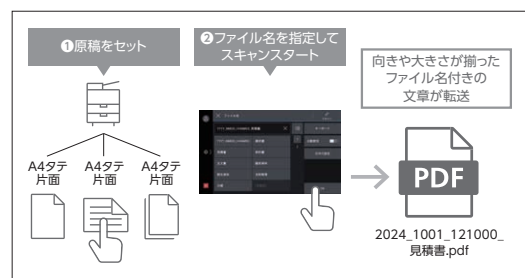 ❶原稿をセット
❷ファイル名を指定して
スキャンスタート
向きや大きさが揃った
ファイル名付きの
文章が転送
A4タテ
片面
A4タテ
片面
A4タテ
片面
PDF
2024_1001_121000_
見積書.pdf